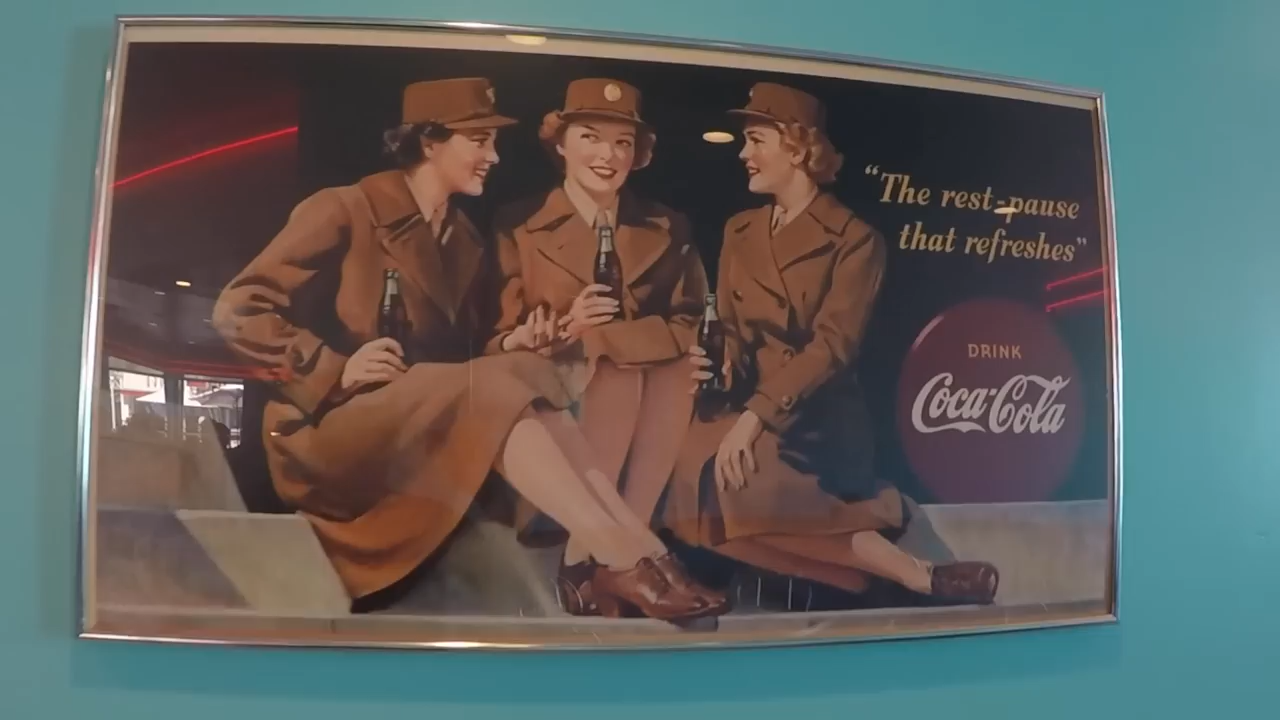 “The rest-pause
that refreshes”
DRINK
Coca-Cola